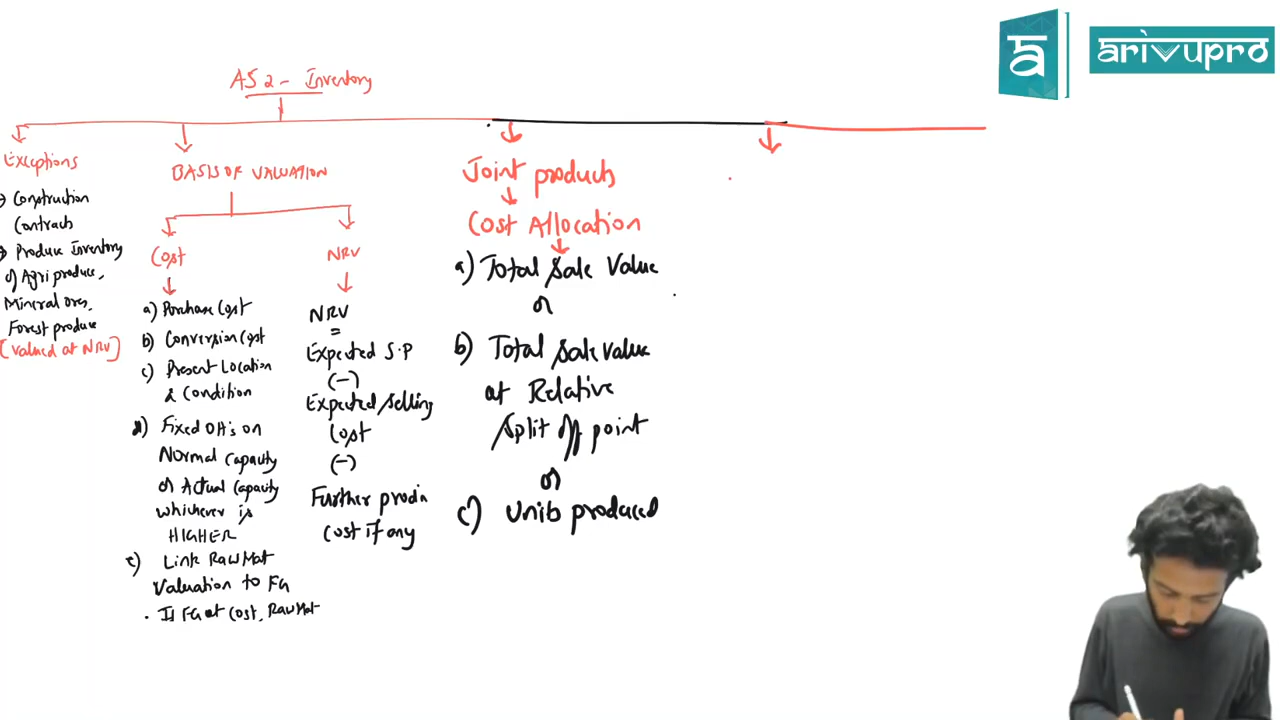 arivupro
AS 2 - Inventory
Exceptions
Construction
Contracts
Produce Inventory
of Agri produce,
Mineral ores,
Forest produce
[Valued at NRV]
BASIS OF VALUATION
Cost
a) Purchase Cost
b) Conversion Cost
c) Present Location
& Condition
d) Fixed OH's on
Normal Capacity
or Actual Capacity
whichever is
HIGHER
e) Link Raw Mat
Valuation to FG
. If FG at Cost, Raw Mat
NRV
NRV
=
Expected S.P
(-)
Expected Selling
Cost
(-)
Further prodn
cost if any
Joint products
Cost Allocation
a) Total Sale Value
or
b) Total Sale Value
at Relative
Split off point
or
c) Units produced